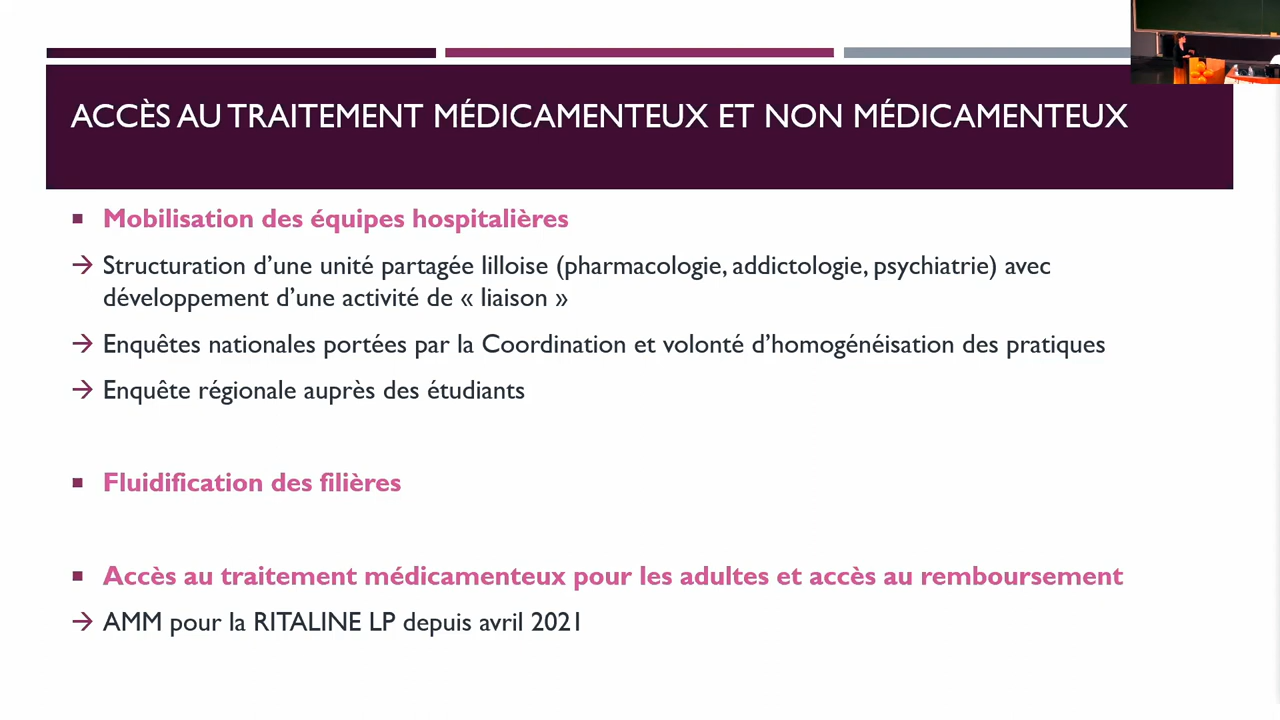 ACCÈS AU TRAITEMENT MÉDICAMENTEUX ET NON MÉDICAMENTEUX
▪ Mobilisation des équipes hospitalières
→ Structuration d’une unité partagée lilloise (pharmacologie, addictologie, psychiatrie) avec
développement d’une activité de « liaison »
→ Enquêtes nationales portées par la Coordination et volonté d’homogénéisation des pratiques
→ Enquête régionale auprès des étudiants
▪ Fluidification des filières
▪ Accès au traitement médicamenteux pour les adultes et accès au remboursement
→ AMM pour la RITALINE LP depuis avril 2021